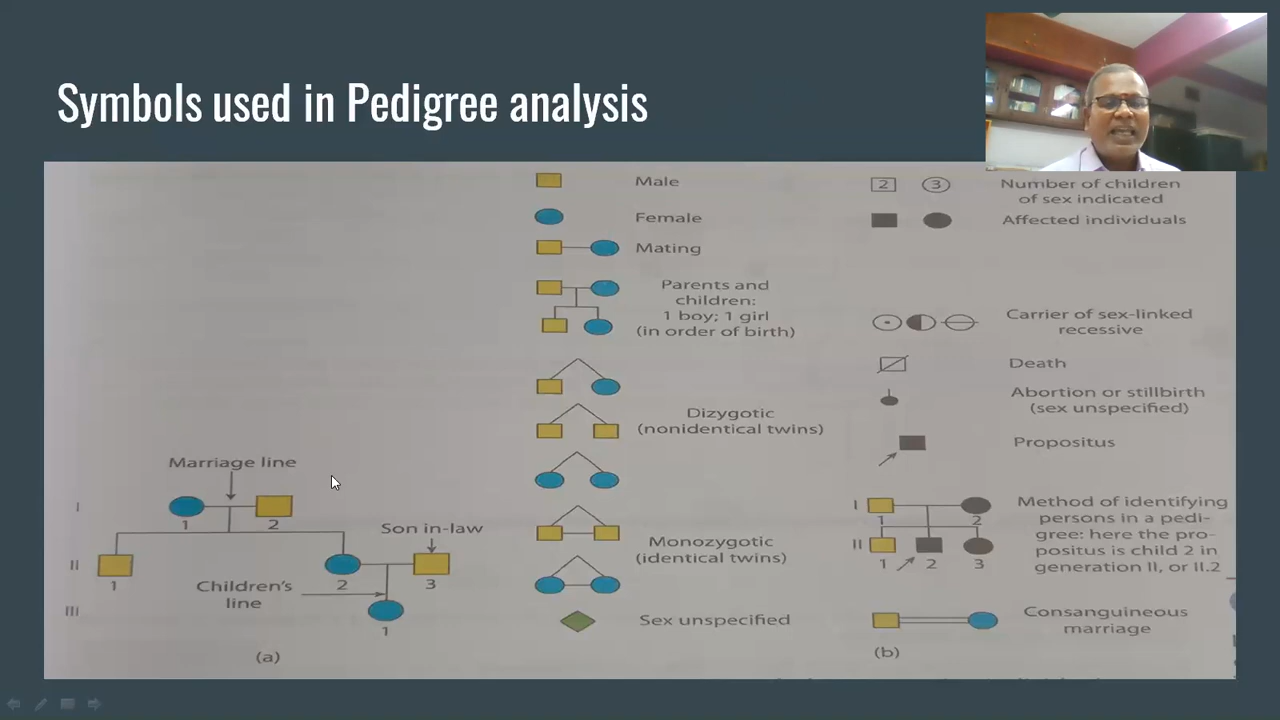 Symbols used in Pedigree analysis
Marriage line
I
1
2
Son in-law
II
1
2
3
Children's
line
III
1
(a)
Male
Female
Mating
Parents and
children:
1 boy; 1 girl
(in order of birth)
Dizygotic
(nonidentical twins)
Monozygotic
(identical twins)
Sex unspecified
2
3
Number of children
of sex indicated
Affected individuals
Carrier of sex-linked
recessive
Death
Abortion or stillbirth
(sex unspecified)
Propositus
I
1
2
II
1
2
3
Method of identifying
persons in a pedi-
gree: here the pro-
positus is child 2 in
generation II, or II.2
Consanguineous
marriage
(b)